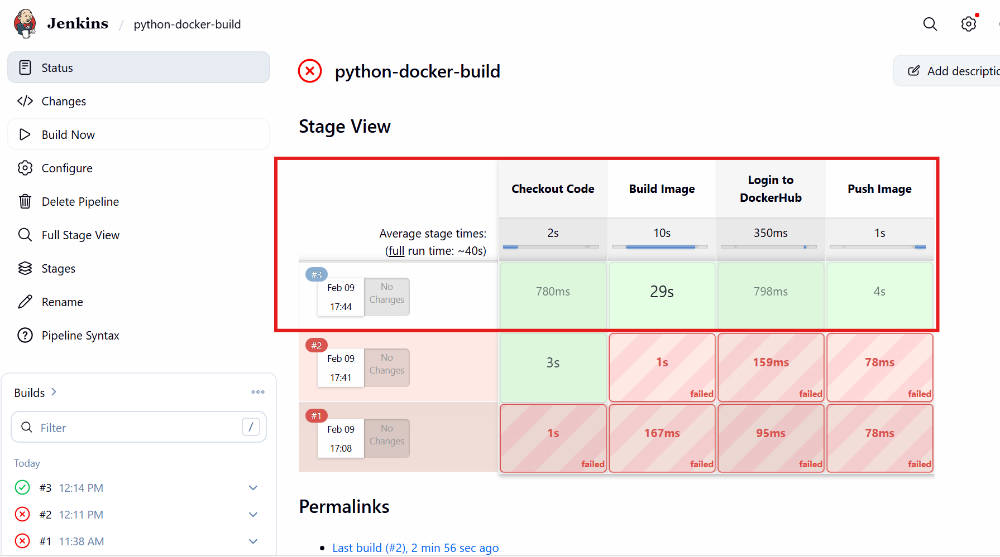 Jenkins / python-docker-build
Status
Changes
Build Now
Configure
Delete Pipeline
Full Stage View
Stages
Rename
Pipeline Syntax
Builds
Filter /
Today
#3 12:14 PM
#2 12:11 PM
#1 11:38 AM
python-docker-build
Add descriptio
Stage View
Checkout Code
Build Image
Login to
DockerHub
Push Image
Average stage times:
(full run time: ~40s)
2s
10s
350ms
1s
#3
Feb 09
17:44
No
Changes
780ms
29s
798ms
4s
#2
Feb 09
17:41
No
Changes
3s
1s
failed
159ms
failed
78ms
failed
#1
Feb 09
17:08
No
Changes
1s
failed
167ms
failed
95ms
failed
78ms
failed
Permalinks
Last build (#2), 2 min 56 sec ago